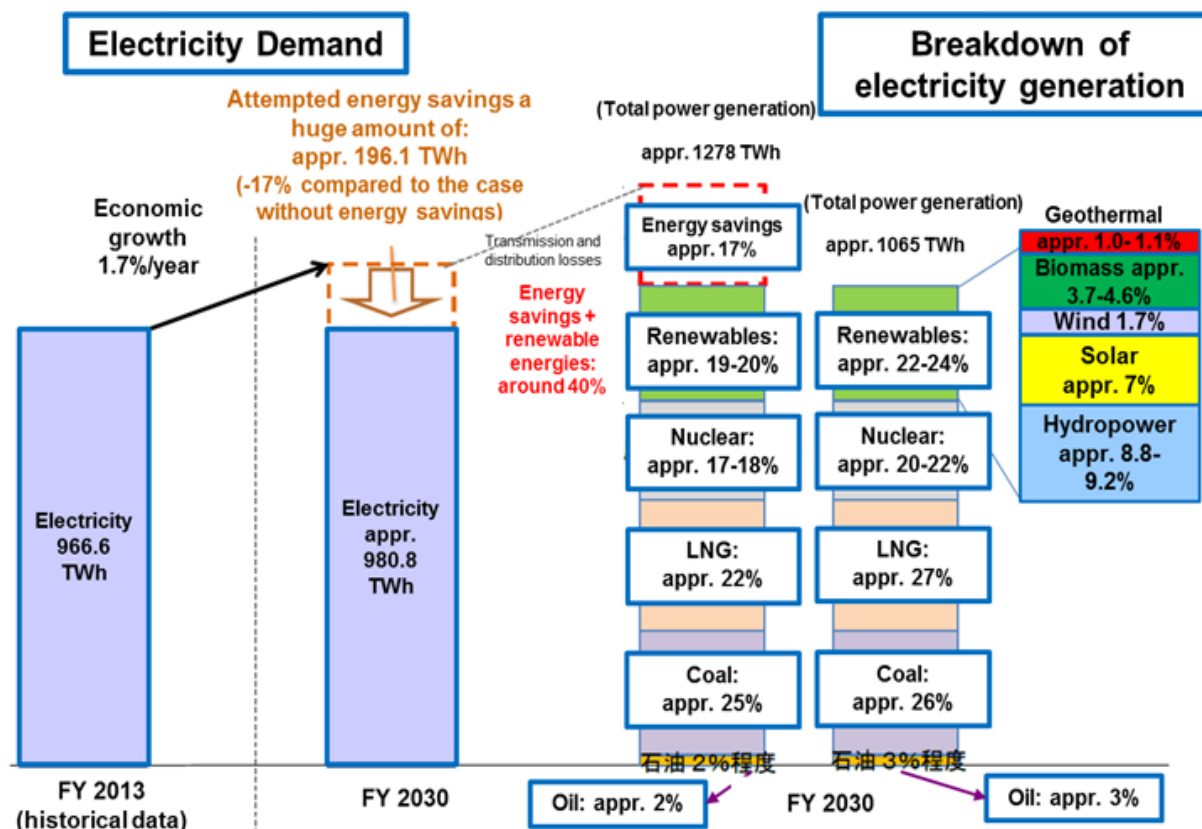 Electricity Demand
Breakdown of
electricity generation
Attempted energy savings a
huge amount of:
appr. 196.1 TWh
(-17% compared to the case
without energy savings)
Economic
growth
1.7%/year
Transmission and
distribution losses
Energy
savings +
renewable
energies:
around 40%
(Total power generation)
appr. 1278 TWh
(Total power generation)
appr. 1065 TWh
Electricity
966.6
TWh
Electricity
appr.
980.8
TWh
Energy savings
appr. 17%
Renewables:
appr. 19-20%
Nuclear:
appr. 17-18%
LNG:
appr. 22%
Coal:
appr. 25%
石油2%程度
Renewables:
appr. 22-24%
Nuclear:
appr. 20-22%
LNG:
appr. 27%
Coal:
appr. 26%
石油3%程度
Geothermal
appr. 1.0-1.1%
Biomass appr.
3.7-4.6%
Wind 1.7%
Solar
appr. 7%
Hydropower
appr. 8.8-
9.2%
FY 2013
(historical data)
FY 2030
Oil: appr. 2%
FY 2030
Oil: appr. 3%